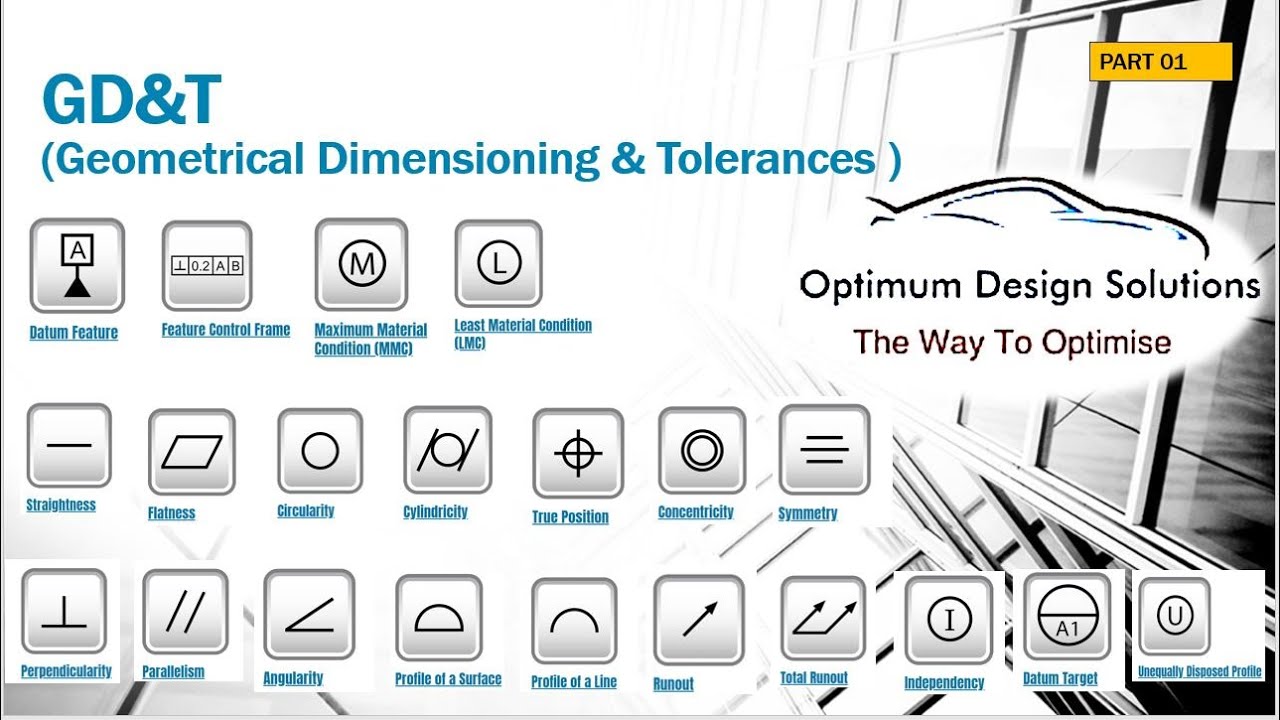 PART 01
GD&T
(Geometrical Dimensioning & Tolerances )
Optimum Design Solutions
The Way To Optimise
A
⊥ 0.2 A B
M
L
Datum Feature
Feature Control Frame
Maximum Material
Condition (MMC)
Least Material Condition
(LMC)
Straightness
Flatness
Circularity
Cylindricity
True Position
Concentricity
Symmetry
I
A1
U
Perpendicularity
Parallelism
Angularity
Profile of a Surface
Profile of a Line
Runout
Total Runout
Independency
Datum Target
Unequally Disposed Profile